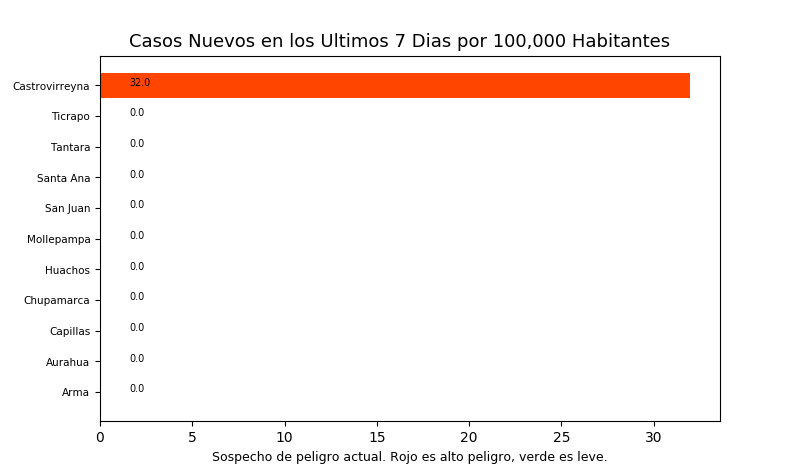 Casos Nuevos en los Ultimos 7 Dias por 100,000 Habitantes
Castrovirreyna 32.0
Ticrapo 0.0
Tantara 0.0
Santa Ana 0.0
San Juan 0.0
Mollepampa 0.0
Huachos 0.0
Chupamarca 0.0
Capillas 0.0
Aurahua 0.0
Arma 0.0
0 5 10 15 20 25 30
Sospecho de peligro actual. Rojo es alto peligro, verde es leve.